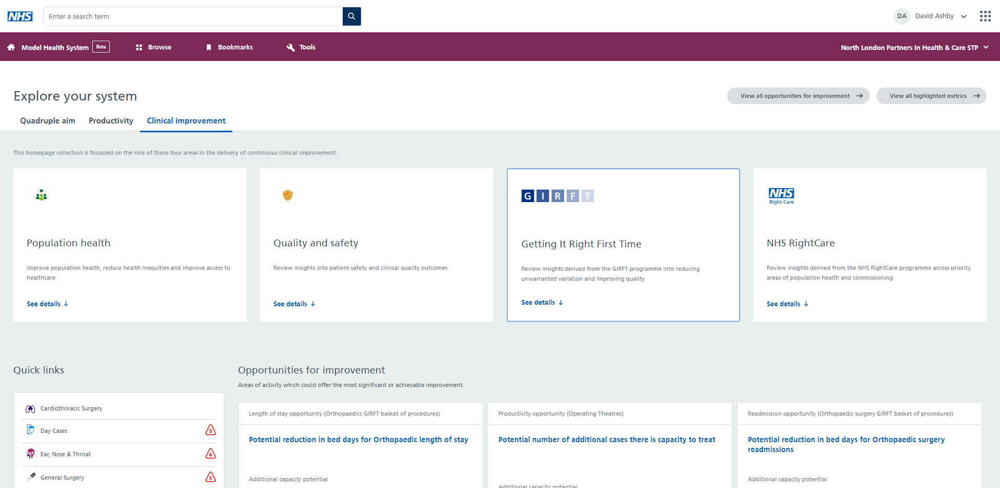 NHS
Enter a search term
DA
David Ashby
Model Health System
Beta
Browse
Bookmarks
Tools
North London Partners In Health & Care STP
Explore your system
View all opportunities for improvement
View all highlighted metrics
Quadruple aim
Productivity
Clinical improvement
This homepage collection is focussed on the role of these four areas in the delivery of continuous clinical improvement.
Population health
Improve population health, reduce health inequities and improve access to
healthcare
See details
Quality and safety
Review insights into patient safety and clinical quality outcomes
See details
G I R F T
Getting It Right First Time
Review insights derived from the GIRFT programme into reducing
unwarranted variation and improving quality
See details
NHS
Right Care
NHS RightCare
Review insights derived from the NHS RightCare programme across priority
areas of population health and commissioning
See details
Quick links
Cardiothoracic Surgery
Day Cases
5
Ear, Nose & Throat
6
General Surgery
5
Opportunities for improvement
Areas of activity which could offer the most significant or achievable improvement.
Length of stay opportunity (Orthopaedics GIRFT basket of procedures)
Potential reduction in bed days for Orthopaedic length of stay
Additional capacity potential
Productivity opportunity (Operating Theatres)
Potential number of additional cases there is capacity to treat
Additional capacity potential
Readmission opportunity (Orthopaedic surgery GIRFT basket of procedures)
Potential reduction in bed days for Orthopaedic surgery
readmissions
Additional capacity potential